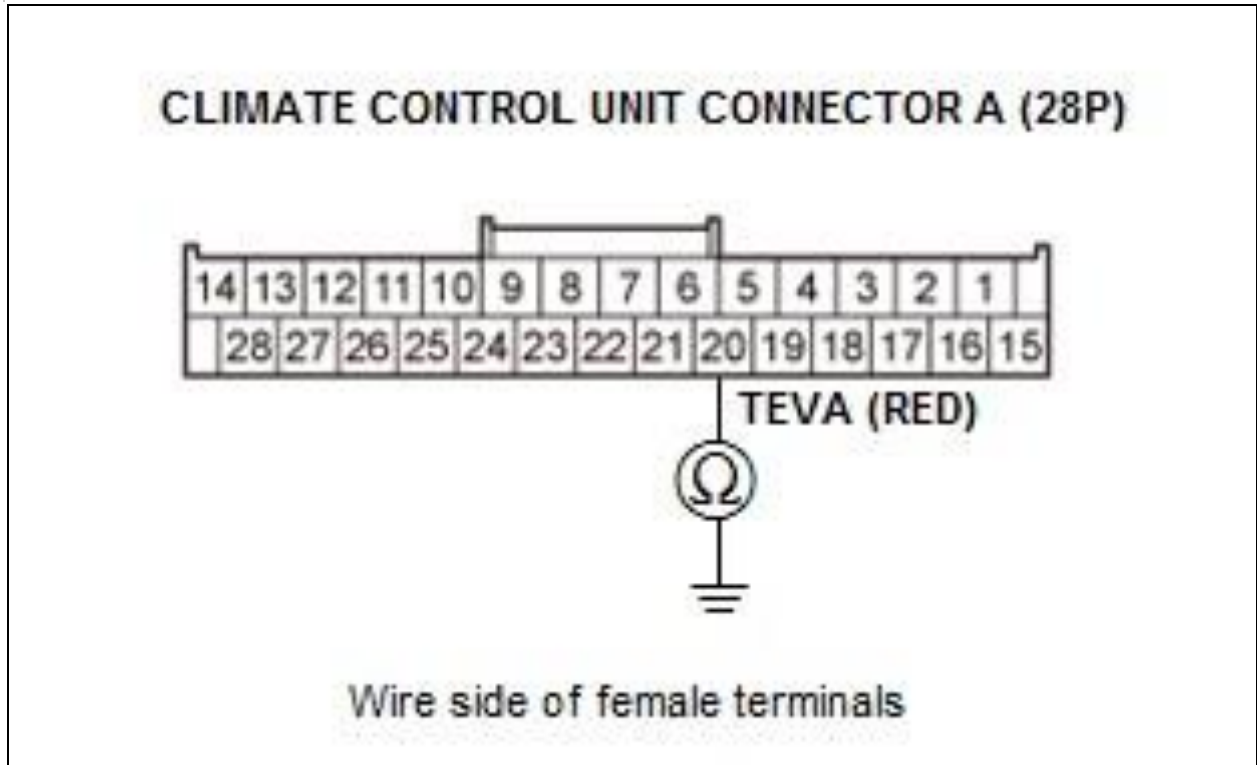 CLIMATE CONTROL UNIT CONNECTOR A (28P)
14 13 12 11 10 9 8 7 6 5 4 3 2 1
28 27 26 25 24 23 22 21 20 19 18 17 16 15
TEVA (RED)
Ω
Wire side of female terminals